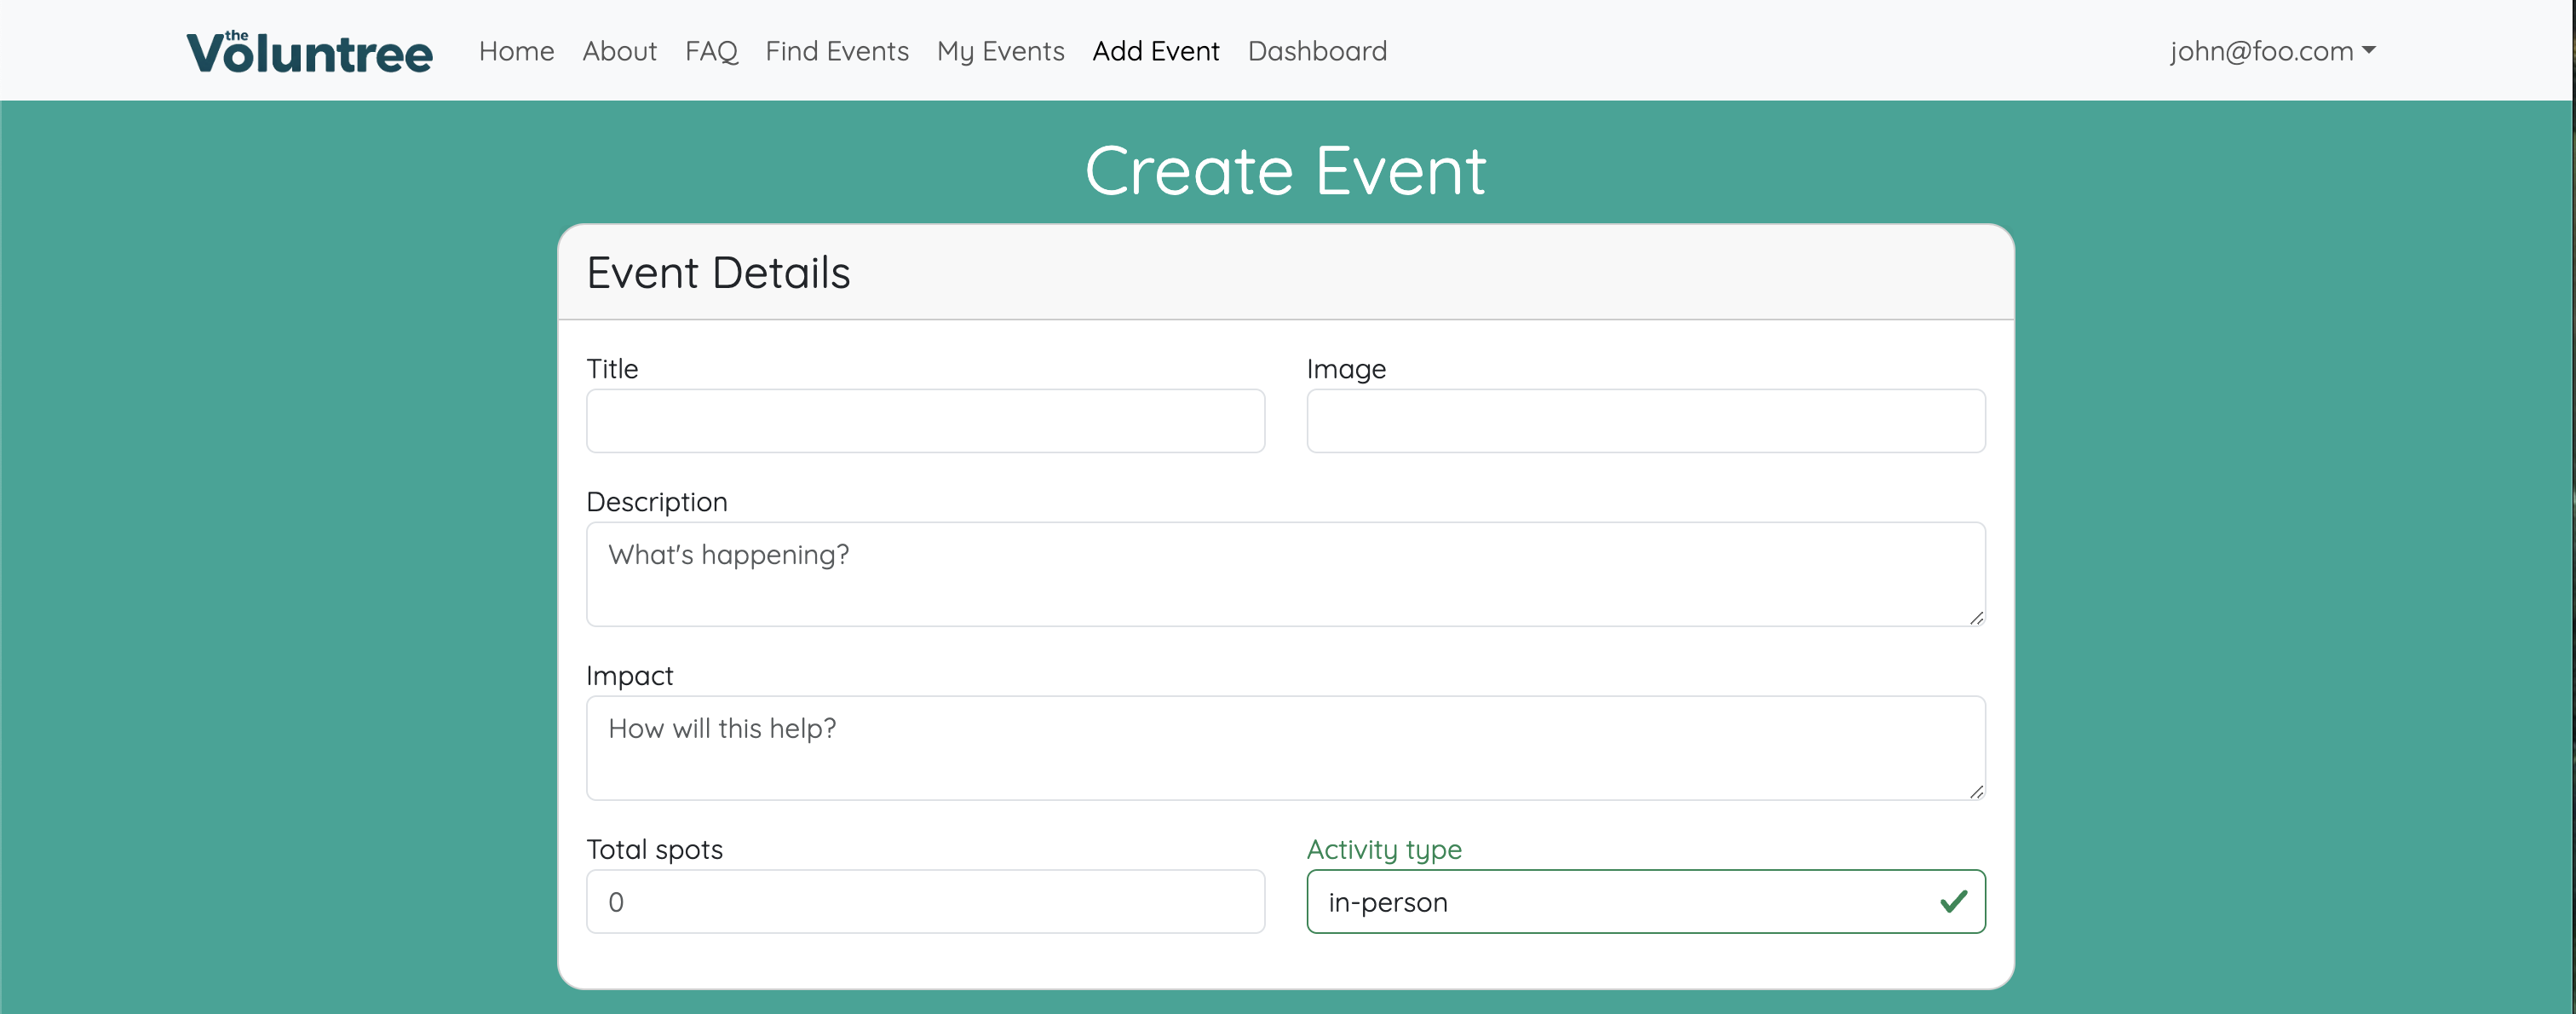 the Voluntree Home About FAQ Find Events My Events Add Event Dashboard john@foo.com
Create Event
Event Details
Title Image
Description
What's happening?
Impact
How will this help?
Total spots Activity type
0 in-person